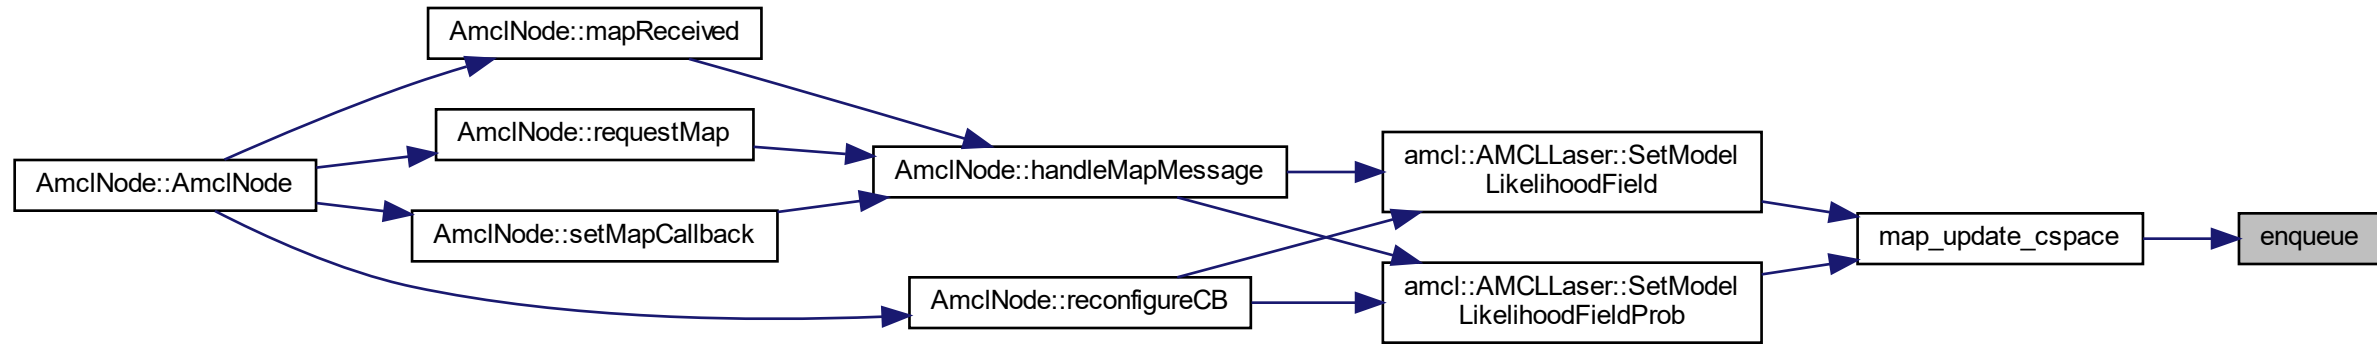 AmclNode::mapReceived
AmclNode::requestMap
AmclNode::AmclNode
AmclNode::setMapCallback
AmclNode::handleMapMessage
AmclNode::reconfigureCB
amcl::AMCLLaser::SetModel
LikelihoodField
amcl::AMCLLaser::SetModel
LikelihoodFieldProb
map_update_cspace
enqueue